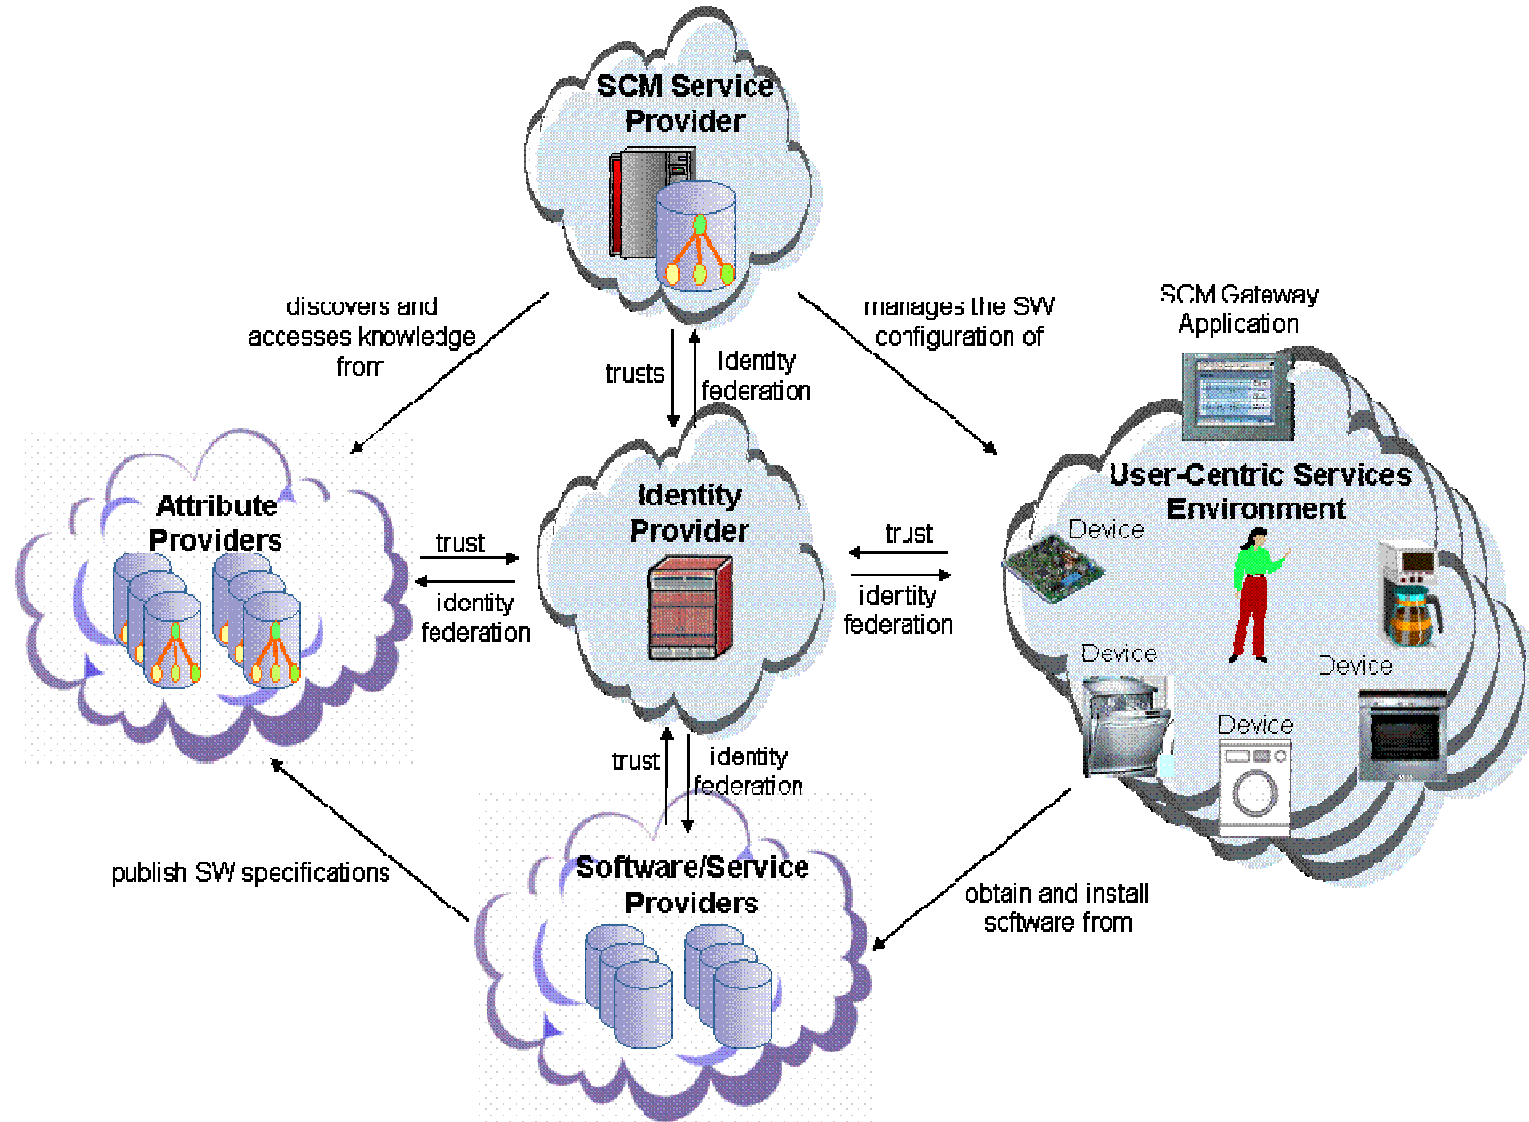 SCM Service
Provider
discovers and
accesses knowledge
from
manages the SW
configuration of
SCM Gateway
Application
trusts
Identity
federation
Attribute
Providers
Identity
Provider
User-Centric Services
Environment
Device
trust
identity
federation
trust
identity
federation
Device
Device
Device
trust
identity
federation
publish SW specifications
Software/Service
Providers
obtain and install
software from